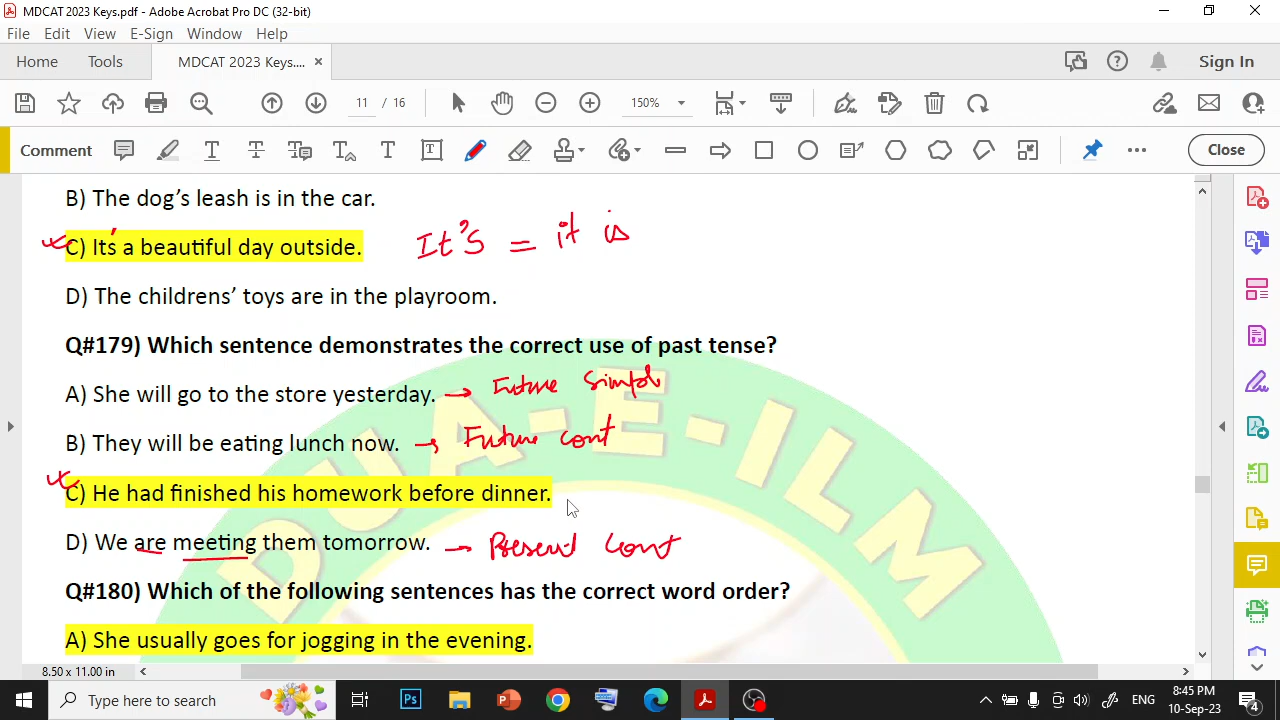 MDCAT 2023 Keys.pdf - Adobe Acrobat Pro DC (32-bit)
File Edit View E-Sign Window Help
Home Tools MDCAT 2023 Keys.... × Sign In
11 / 16 150%
Comment Close
B) The dog’s leash is in the car.
C) Its' a beautiful day outside. It's = it is
D) The childrens’ toys are in the playroom.
Q#179) Which sentence demonstrates the correct use of past tense?
A) She will go to the store yesterday. → Future Simple
B) They will be eating lunch now. → Future Cont
C) He had finished his homework before dinner.
D) We are meeting them tomorrow. → Present Cont
Q#180) Which of the following sentences has the correct word order?
A) She usually goes for jogging in the evening.
DUA-E-ILM
8.50 x 11.00 in
Type here to search
ENG 8:45 PM
10-Sep-23
4